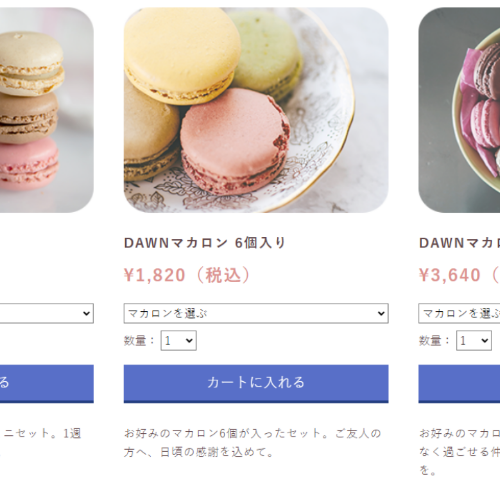 DAWNマカロン 6個入り
DAWNマカロ
¥1,820（税込）
¥3,640（
マカロンを選ぶ
マカロンを選ぶ
数量： 1
数量： 1
る
カートに入れる
ニセット。1週
お好みのマカロン6個が入ったセット。ご友人の
方へ、日頃の感謝を込めて。
お好みのマカロ
なく過ごせる仲
を。